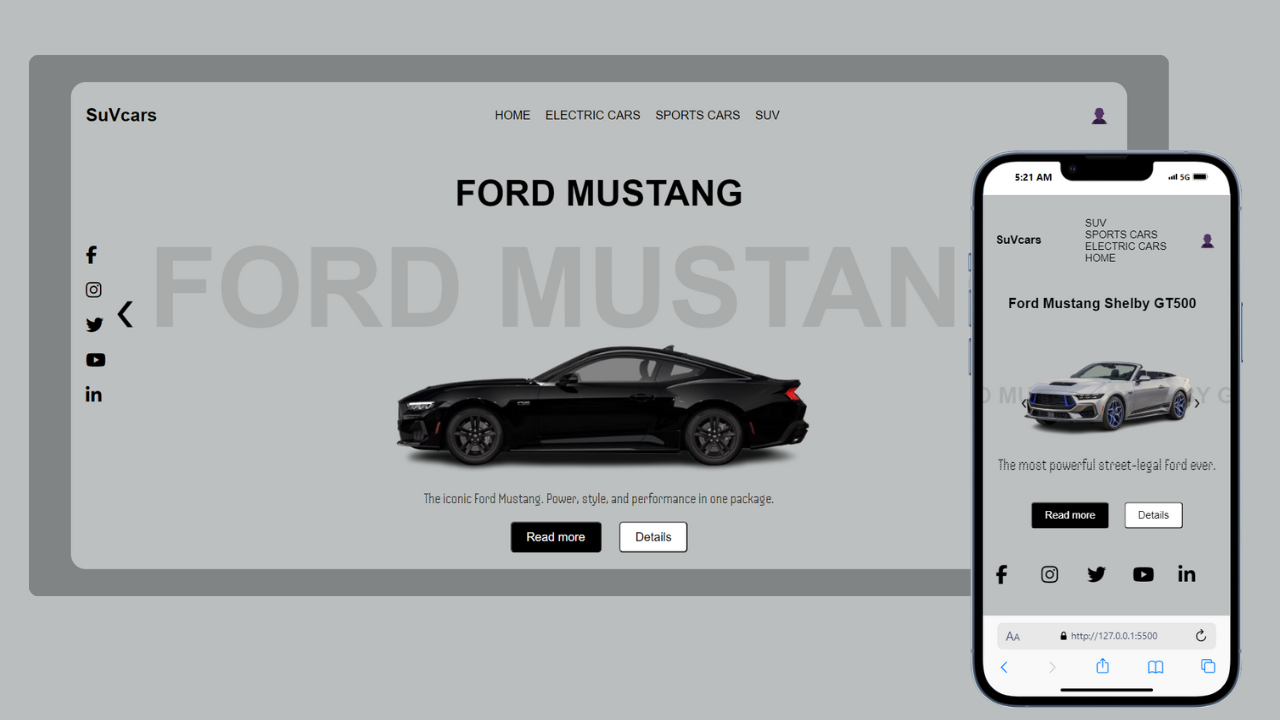 SuVcars
HOME ELECTRIC CARS SPORTS CARS SUV
FORD MUSTANG
FORD MUSTAN
The iconic Ford Mustang. Power, style, and performance in one package.
Read more Details
5:21 AM 5G
SUV
SPORTS CARS
SuVcars
ELECTRIC CARS
HOME
Ford Mustang Shelby GT500
D MU Y G
The most powerful street-legal Ford ever.
Read more Details
AA http://127.0.0.1:5500